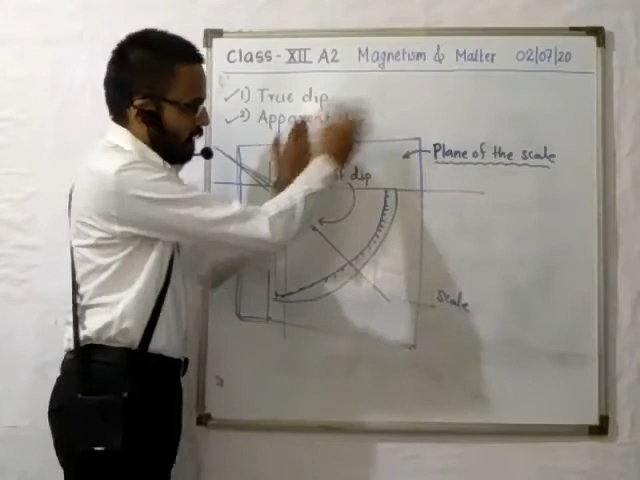 Class - XII A2 Magnetism & Matter 02/07/20
1) True dip
2) Apparent
Plane of the scale
of dip
Scale